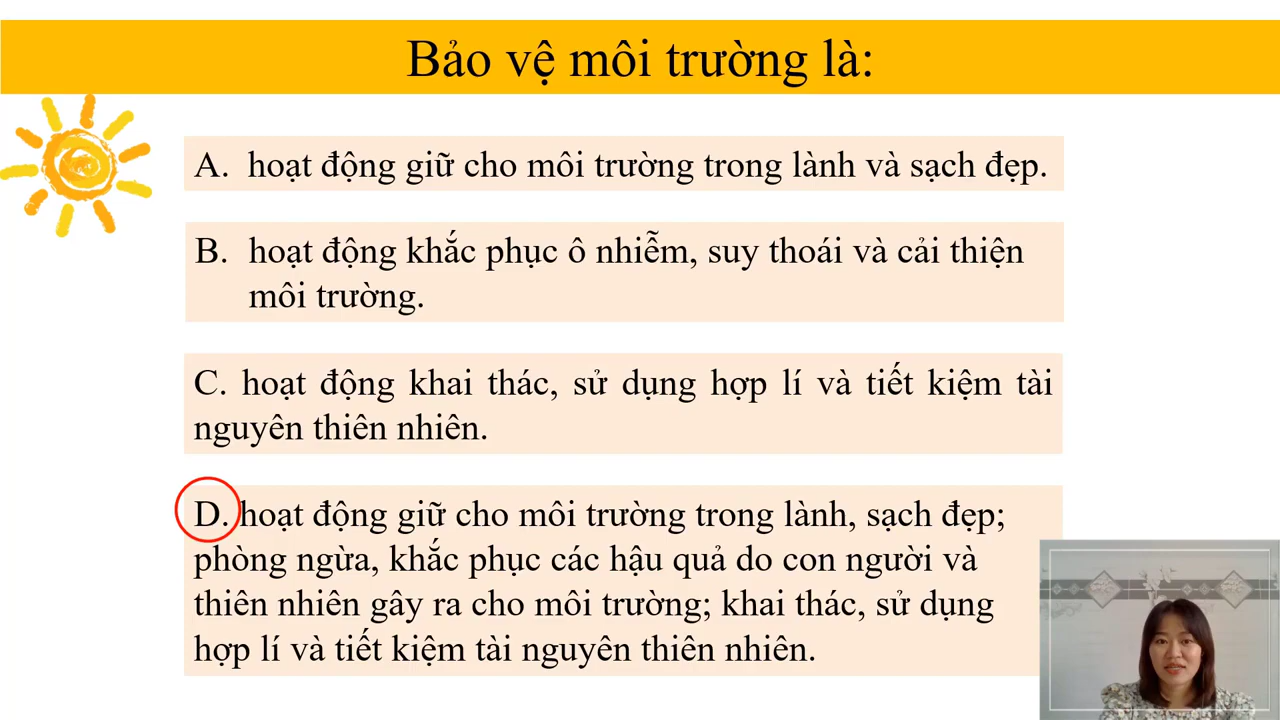 Bảo vệ môi trường là:
A. hoạt động giữ cho môi trường trong lành và sạch đẹp.
B. hoạt động khắc phục ô nhiễm, suy thoái và cải thiện
môi trường.
C. hoạt động khai thác, sử dụng hợp lí và tiết kiệm tài
nguyên thiên nhiên.
D. hoạt động giữ cho môi trường trong lành, sạch đẹp;
phòng ngừa, khắc phục các hậu quả do con người và
thiên nhiên gây ra cho môi trường; khai thác, sử dụng
hợp lí và tiết kiệm tài nguyên thiên nhiên.